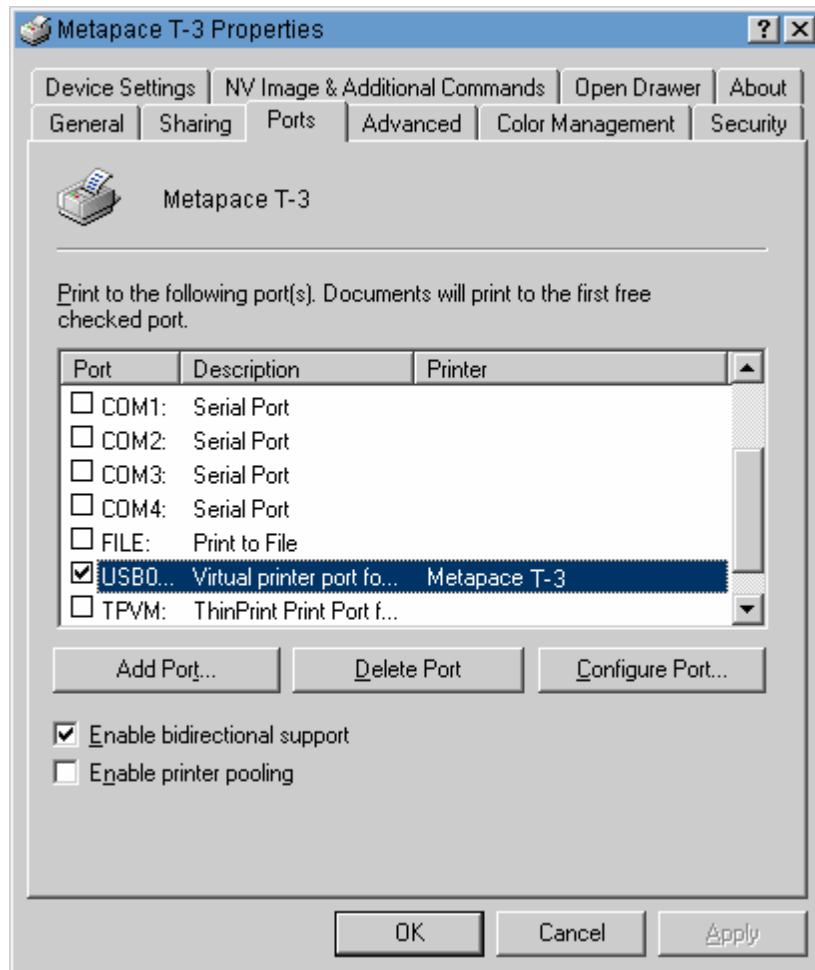 Metapace T-3 Properties
Device Settings NV Image & Additional Commands Open Drawer About
General Sharing Ports Advanced Color Management Security
Metapace T-3
Print to the following port(s). Documents will print to the first free
checked port.
Port Description Printer
COM1: Serial Port
COM2: Serial Port
COM3: Serial Port
COM4: Serial Port
FILE: Print to File
USB0... Virtual printer port fo... Metapace T-3
TPVM: ThinPrint Print Port f...
Add Port... Delete Port Configure Port...
Enable bidirectional support
Enable printer pooling
OK Cancel Apply